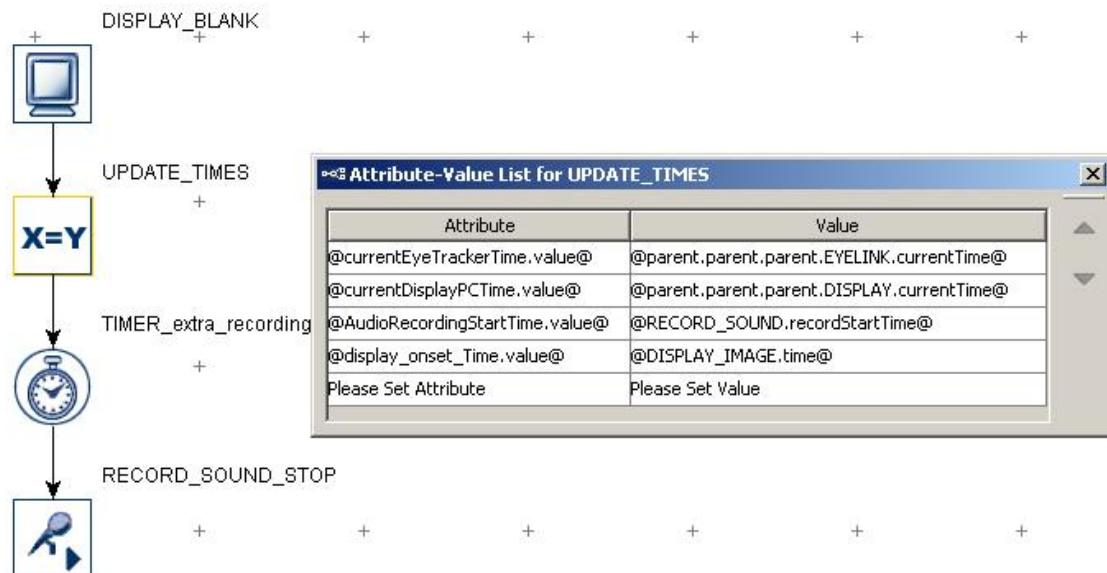 DISPLAY_BLANK
UPDATE_TIMES
X=Y
TIMER_extra_recording
RECORD_SOUND_STOP
Attribute-Value List for UPDATE_TIMES
Attribute Value
@currentEyeTrackerTime.value@ @parent.parent.parent.EYELINK.currentTime@
@currentDisplayPCTime.value@ @parent.parent.parent.DISPLAY.currentTime@
@AudioRecordingStartTime.value@ @RECORD_SOUND.recordStartTime@
@display_onset_Time.value@ @DISPLAY_IMAGE.time@
Please Set Attribute Please Set Value